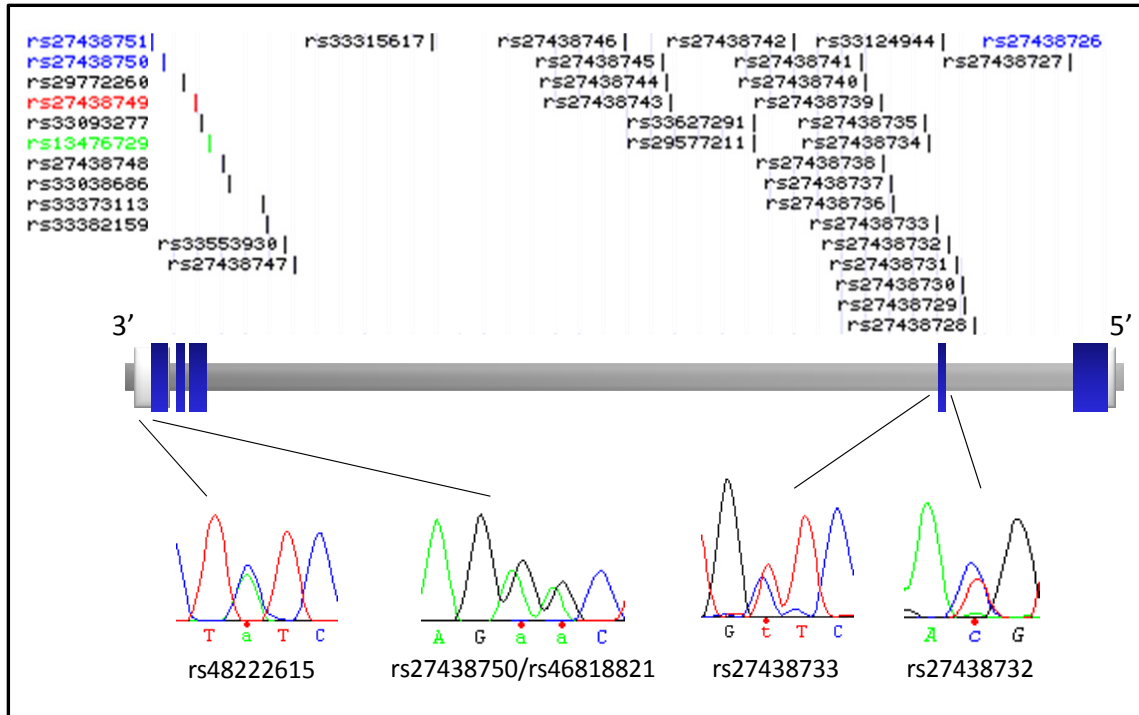 rs27438751 rs33315617 rs27438746 rs27438742 rs33124944 rs27438726
rs27438750 rs27438745 rs27438741 rs27438727
rs29772260 rs27438744 rs27438740
rs27438749 rs27438743 rs27438739
rs33093277 rs33627291 rs27438735
rs13476729 rs29577211 rs27438734
rs27438748 rs27438738
rs33038686 rs27438737
rs33373113 rs27438736
rs33382159 rs27438733
rs33553930 rs27438732
rs27438747 rs27438731
rs27438730
rs27438729
rs27438728
3’ 5’
T a T C A G a a C G t T C A c G
rs48222615 rs27438750/rs46818821 rs27438733 rs27438732